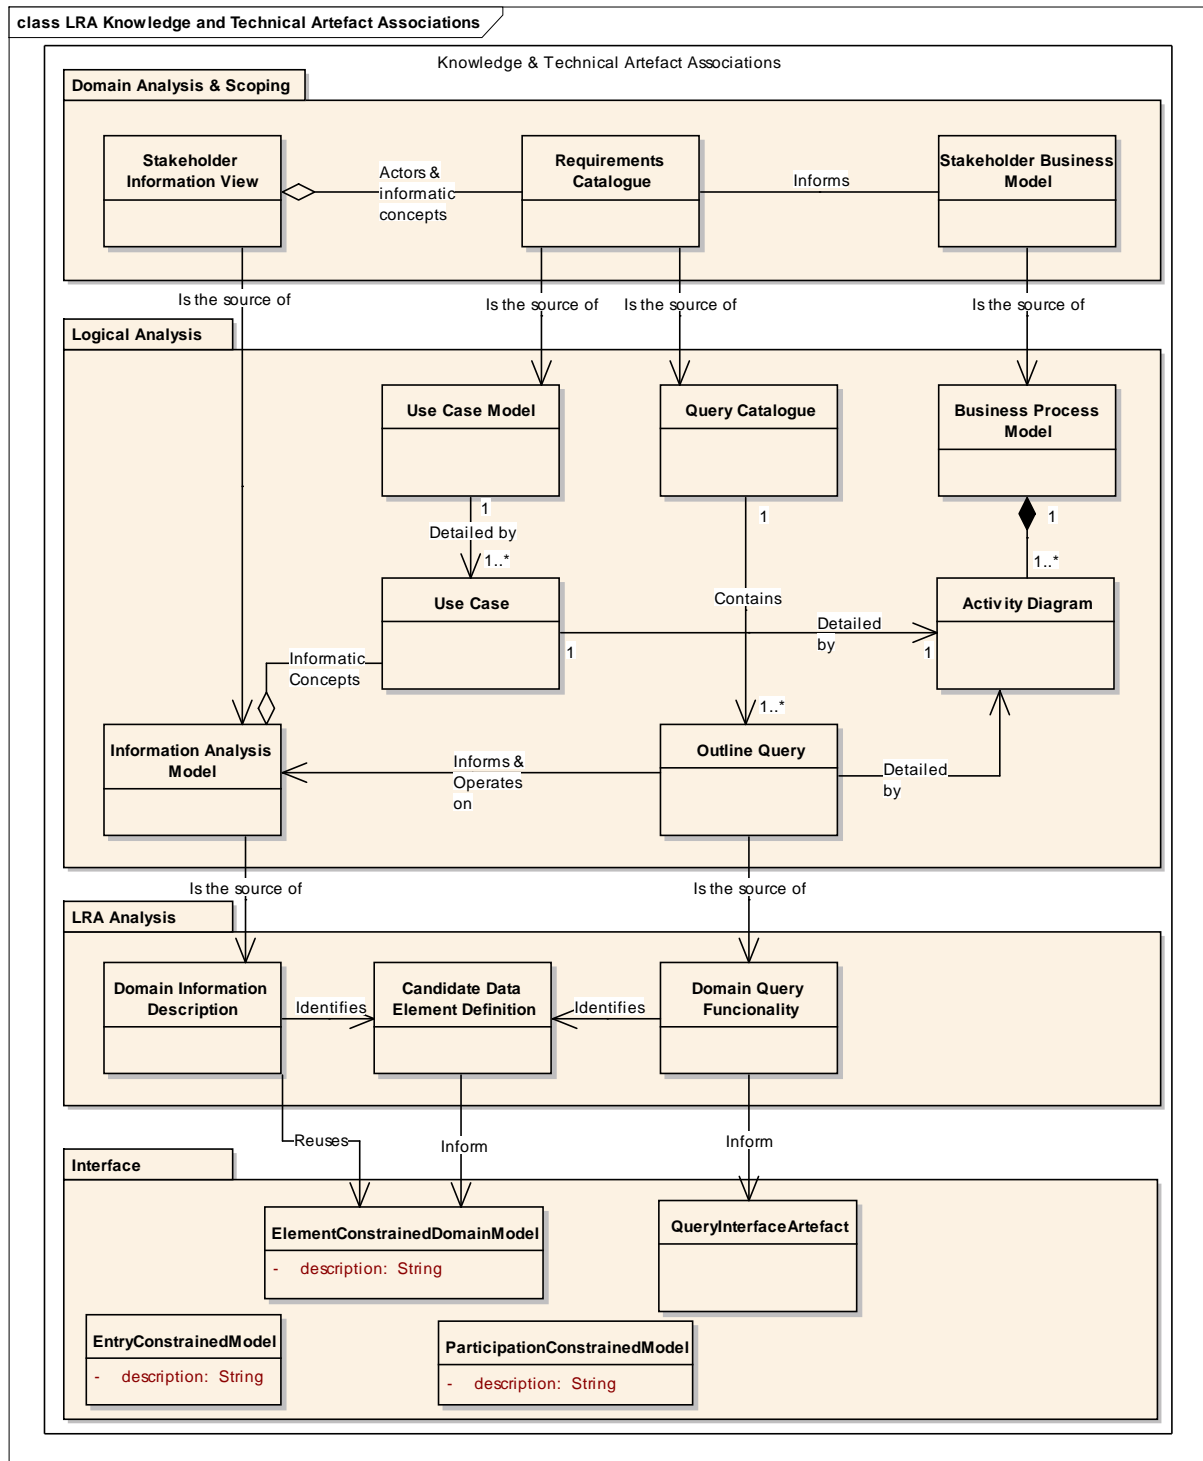 class LRA Knowledge and Technical Artefact Associations
Knowledge & Technical Artefact Associations
Domain Analysis & Scoping
Stakeholder
Information View
Actors &
informatic
concepts
Requirements
Catalogue
Informs
Stakeholder Business
Model
Is the source of
Is the source of
Is the source of
Is the source of
Logical Analysis
Use Case Model
Query Catalogue
Business Process
Model
1
Detailed by
1..*
1
1
1..*
Use Case
Contains
Activity Diagram
Informatic
Concepts
1
Detailed
by
1
1..*
Information Analysis
Model
Informs &
Operates
on
Outline Query
Detailed
by
Is the source of
Is the source of
LRA Analysis
Domain Information
Description
Identifies
Candidate Data
Element Definition
Identifies
Domain Query
Funcionality
Reuses
Inform
Inform
Interface
ElementConstrainedDomainModel
- description: String
QueryInterfaceArtefact
EntryConstrainedModel
- description: String
ParticipationConstrainedModel
- description: String